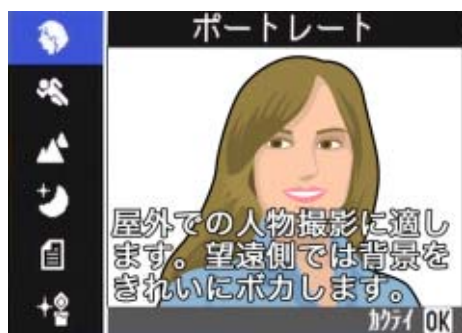 ポートレート
屋外での人物撮影に適し
ます。望遠側では背景を
きれいにボカします。
カクテイ OK